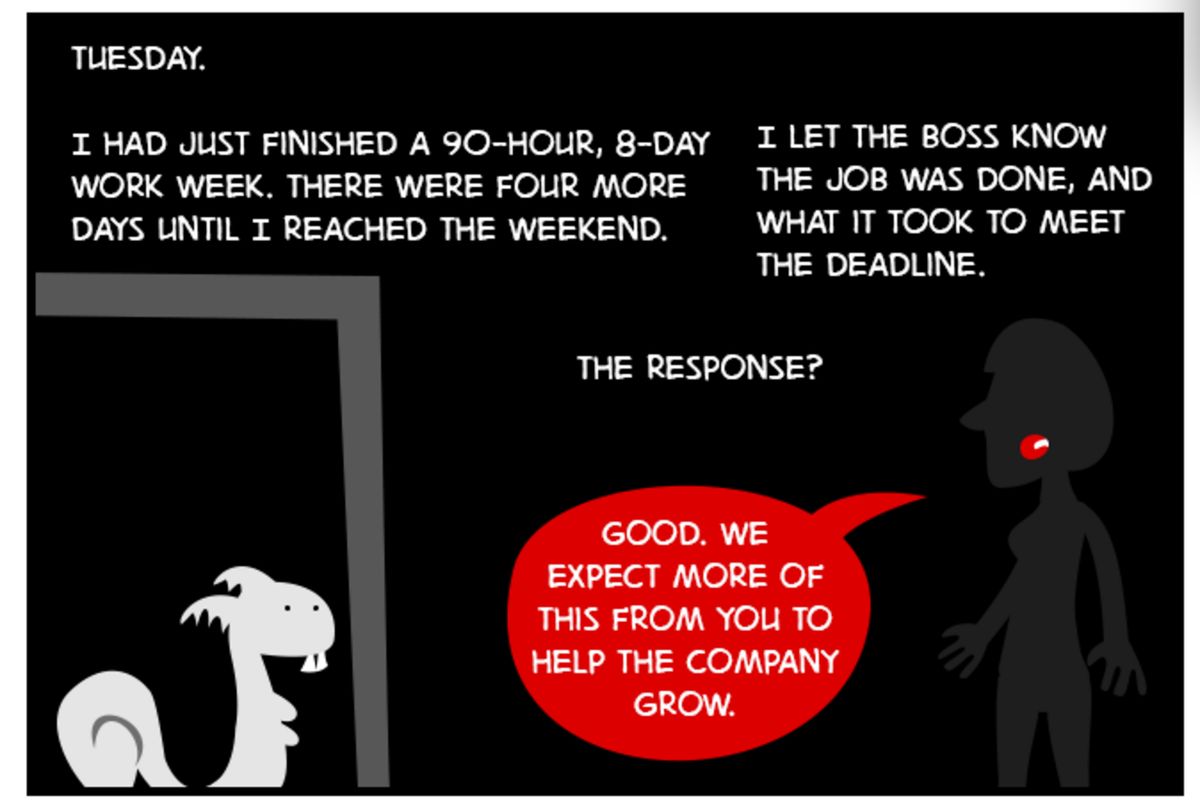 TUESDAY.
I HAD JUST FINISHED A 90-HOUR, 8-DAY
WORK WEEK. THERE WERE FOUR MORE
DAYS UNTIL I REACHED THE WEEKEND.
I LET THE BOSS KNOW
THE JOB WAS DONE, AND
WHAT IT TOOK TO MEET
THE DEADLINE.
THE RESPONSE?
GOOD. WE
EXPECT MORE OF
THIS FROM YOU TO
HELP THE COMPANY
GROW.